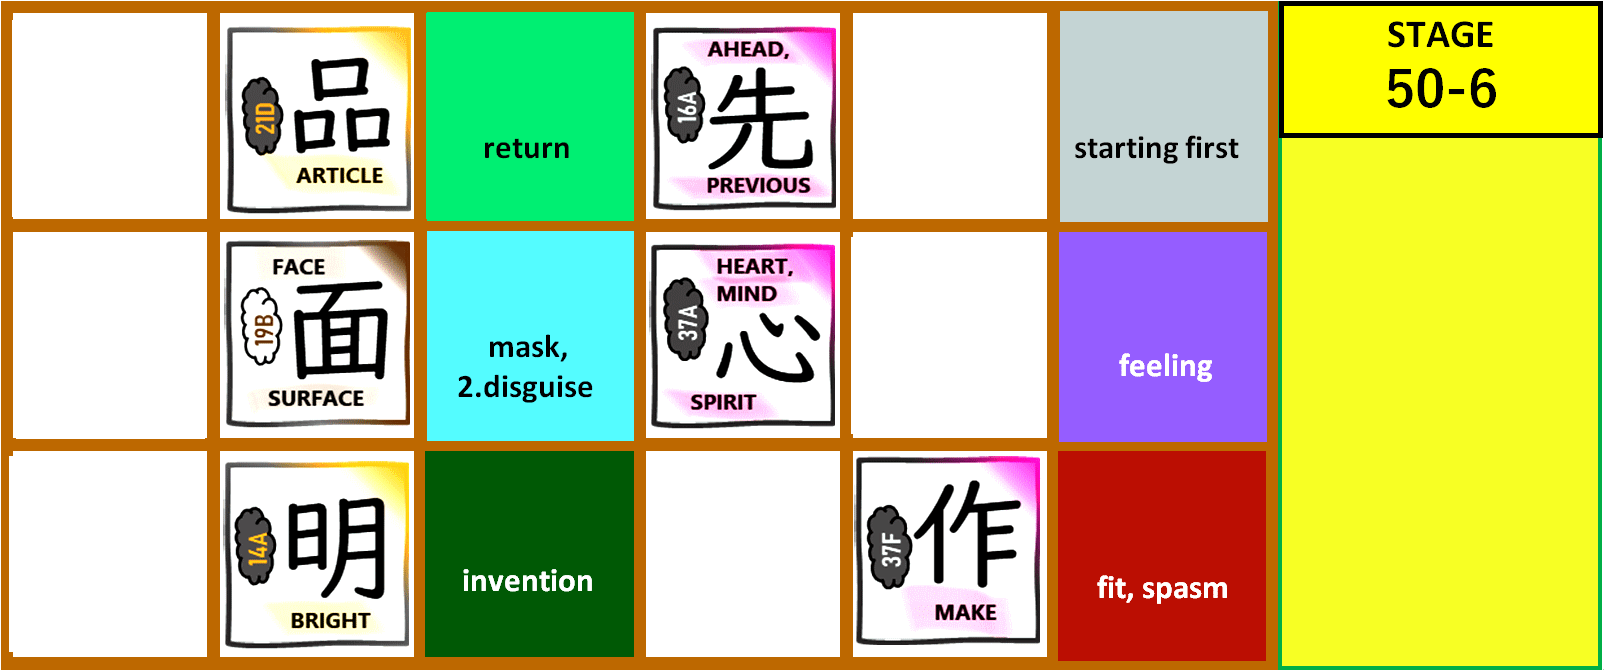 21D
品
ARTICLE
return
AHEAD,
16A
先
PREVIOUS
starting first
STAGE
50-6
FACE
19B
面
SURFACE
mask,
2.disguise
HEART,
MIND
37A
心
SPIRIT
feeling
14A
明
BRIGHT
invention
37F
作
MAKE
fit, spasm